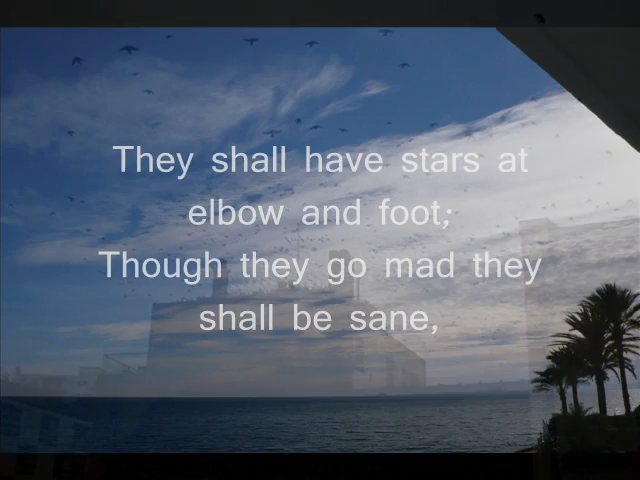 They shall have stars at
elbow and foot;
Though they go mad they
shall be sane,